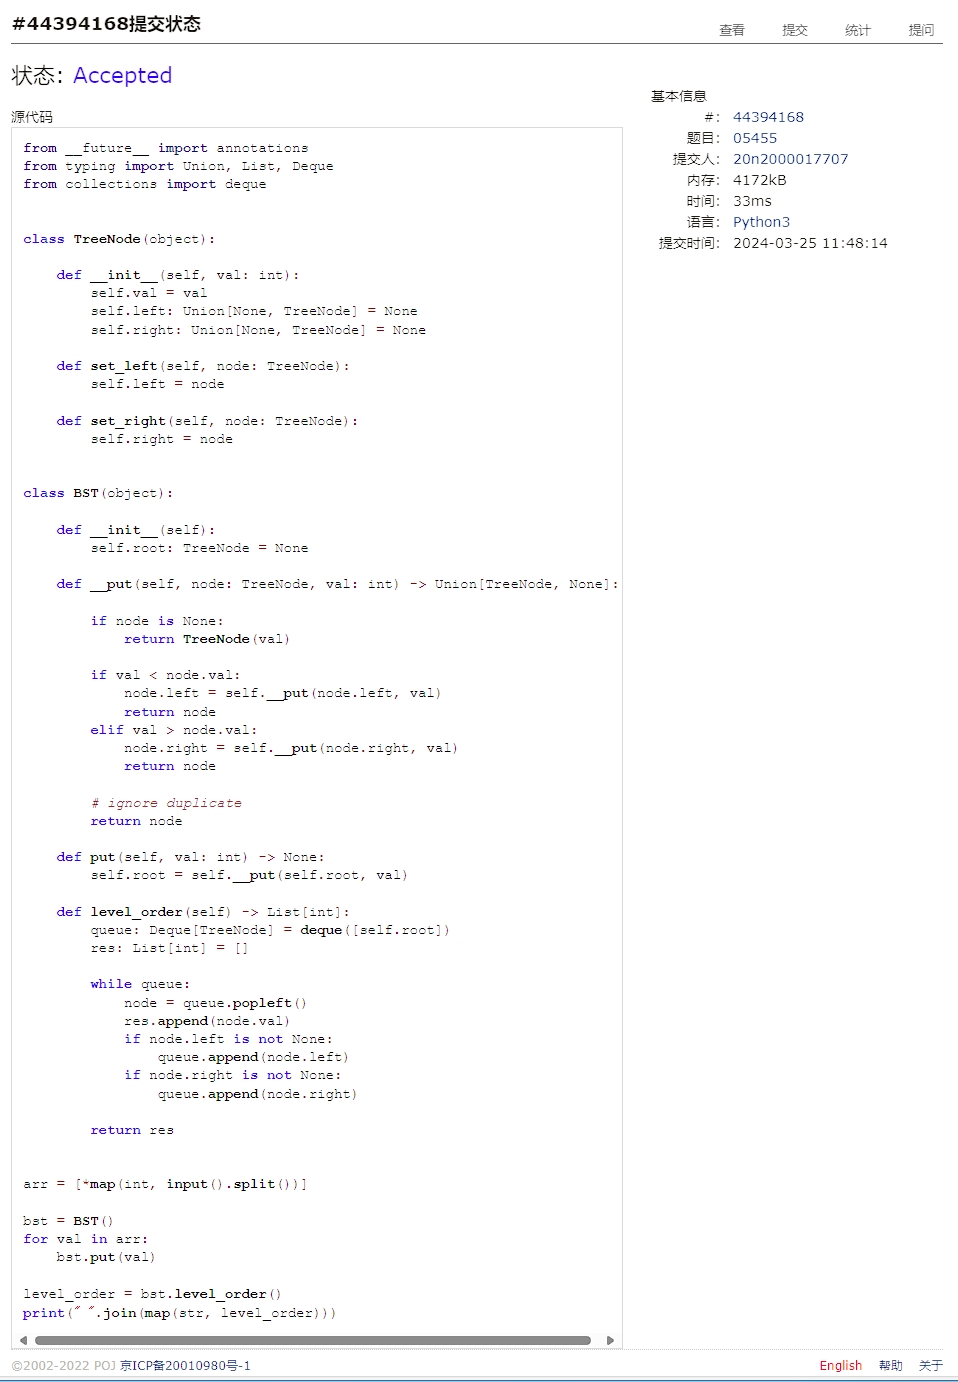 #44394168提交状态
查看 提交 统计 提问
状态: Accepted
源代码
from __future__ import annotations
from typing import Union, List, Deque
from collections import deque
class TreeNode(object):
    def __init__(self, val: int):
        self.val = val
        self.left: Union[None, TreeNode] = None
        self.right: Union[None, TreeNode] = None
    def set_left(self, node: TreeNode):
        self.left = node
    def set_right(self, node: TreeNode):
        self.right = node
class BST(object):
    def __init__(self):
        self.root: TreeNode = None
    def __put(self, node: TreeNode, val: int) -> Union[TreeNode, None]:
        if node is None:
            return TreeNode(val)
        if val < node.val:
            node.left = self.__put(node.left, val)
            return node
        elif val > node.val:
            node.right = self.__put(node.right, val)
            return node
        # ignore duplicate
        return node
    def put(self, val: int) -> None:
        self.root = self.__put(self.root, val)
    def level_order(self) -> List[int]:
        queue: Deque[TreeNode] = deque([self.root])
        res: List[int] = []
        while queue:
            node = queue.popleft()
            res.append(node.val)
            if node.left is not None:
                queue.append(node.left)
            if node.right is not None:
                queue.append(node.right)
        return res
arr = [*map(int, input().split())]
bst = BST()
for val in arr:
    bst.put(val)
level_order = bst.level_order()
print(" ".join(map(str, level_order)))
基本信息
#: 44394168
题目: 05455
提交人: 20n2000017707
内存: 4172kB
时间: 33ms
语言: Python3
提交时间: 2024-03-25 11:48:14
©2002-2022 POJ 京ICP备20010980号-1
English 帮助 关于